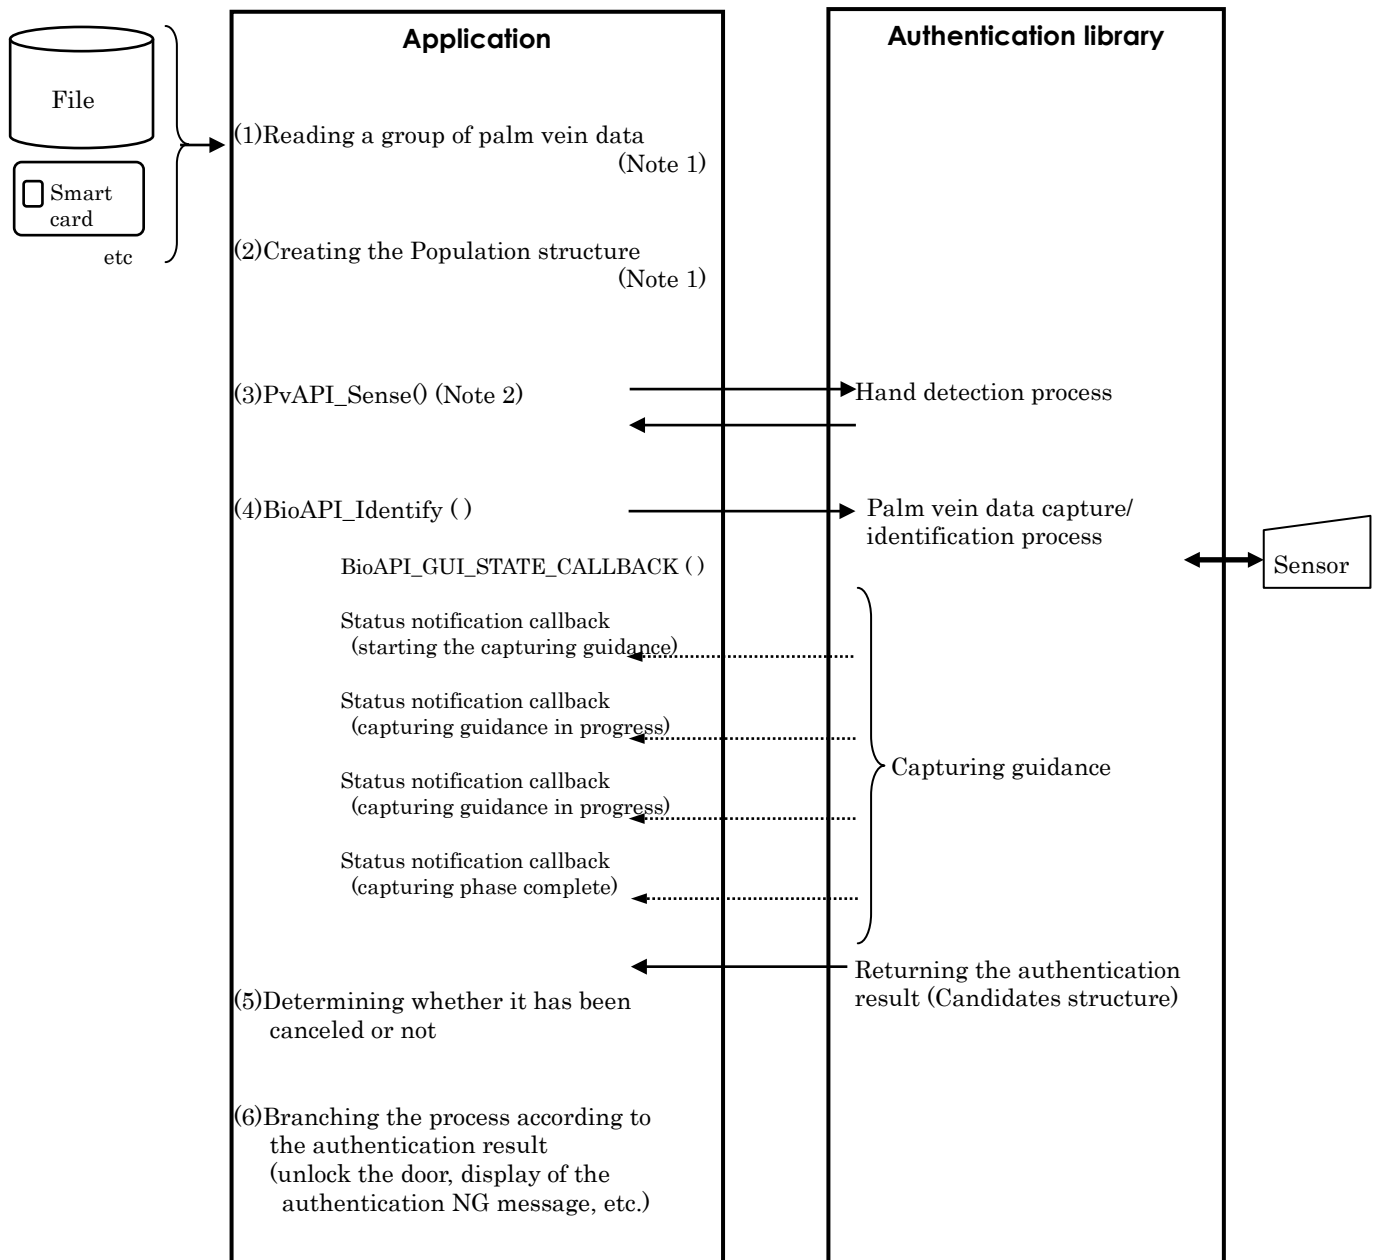 Application
Authentication library
File
Smart
card
etc
(1)Reading a group of palm vein data
(Note 1)
(2)Creating the Population structure
(Note 1)
(3)PvAPI_Sense() (Note 2)
Hand detection process
(4)BioAPI_Identify ( )
Palm vein data capture/
identification process
Sensor
BioAPI_GUI_STATE_CALLBACK ( )
Status notification callback
(starting the capturing guidance)
Status notification callback
(capturing guidance in progress)
Capturing guidance
Status notification callback
(capturing guidance in progress)
Status notification callback
(capturing phase complete)
Returning the authentication
result (Candidates structure)
(5)Determining whether it has been
canceled or not
(6)Branching the process according to
the authentication result
(unlock the door, display of the
authentication NG message, etc.)